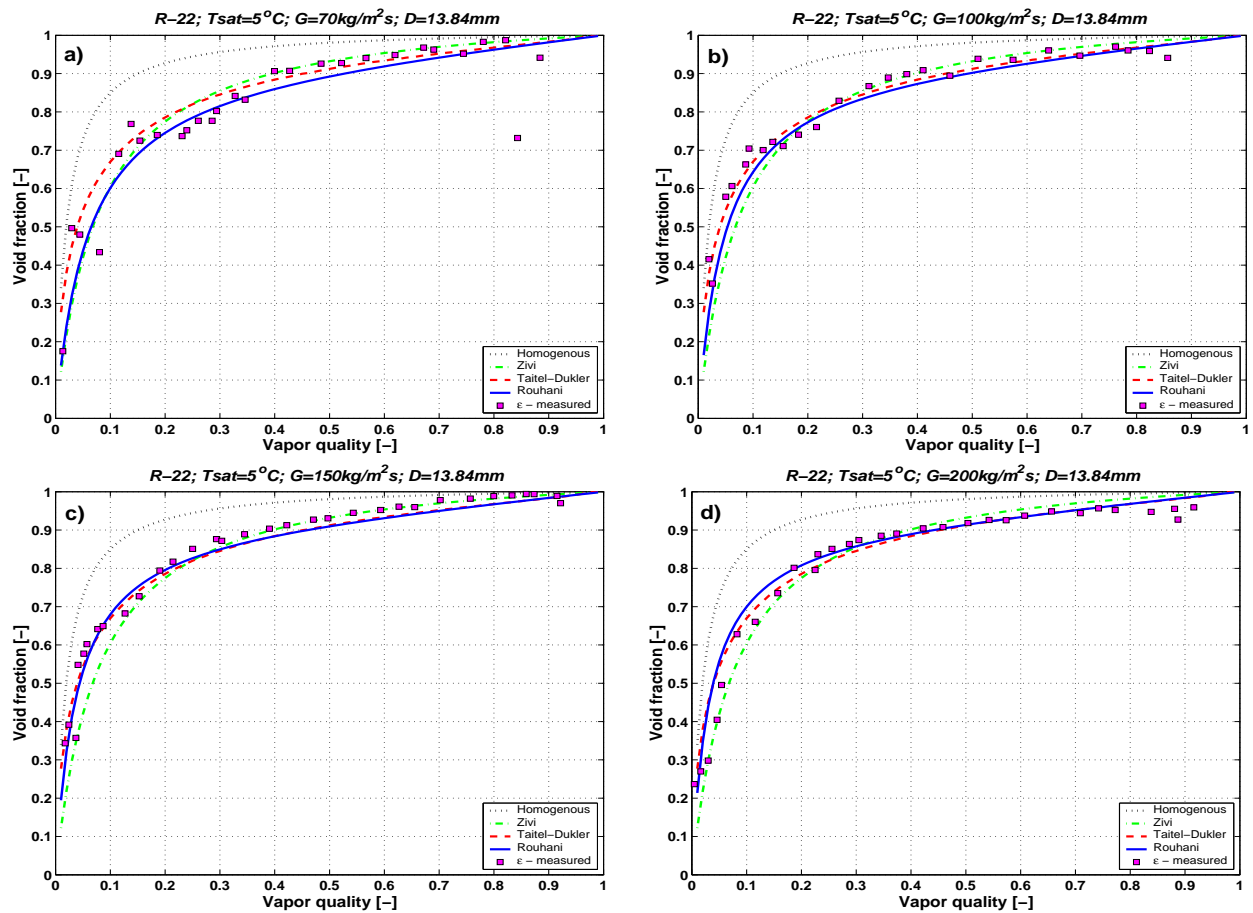 R−22; Tsat=5°C; G=70kg/m²s; D=13.84mm
a)
1
0.9
0.8
0.7
0.6
0.5
0.4
0.3
0.2
0.1
0
Void fraction [−]
Homogenous
Zivi
Taitel−Dukler
Rouhani
ε − measured
0 0.1 0.2 0.3 0.4 0.5 0.6 0.7 0.8 0.9 1
Vapor quality [−]
R−22; Tsat=5°C; G=100kg/m²s; D=13.84mm
b)
1
0.9
0.8
0.7
0.6
0.5
0.4
0.3
0.2
0.1
0
Void fraction [−]
Homogenous
Zivi
Taitel−Dukler
Rouhani
ε − measured
0 0.1 0.2 0.3 0.4 0.5 0.6 0.7 0.8 0.9 1
Vapor quality [−]
R−22; Tsat=5°C; G=150kg/m²s; D=13.84mm
c)
1
0.9
0.8
0.7
0.6
0.5
0.4
0.3
0.2
0.1
0
Void fraction [−]
Homogenous
Zivi
Taitel−Dukler
Rouhani
ε − measured
0 0.1 0.2 0.3 0.4 0.5 0.6 0.7 0.8 0.9 1
Vapor quality [−]
R−22; Tsat=5°C; G=200kg/m²s; D=13.84mm
d)
1
0.9
0.8
0.7
0.6
0.5
0.4
0.3
0.2
0.1
0
Void fraction [−]
Homogenous
Zivi
Taitel−Dukler
Rouhani
ε − measured
0 0.1 0.2 0.3 0.4 0.5 0.6 0.7 0.8 0.9 1
Vapor quality [−]